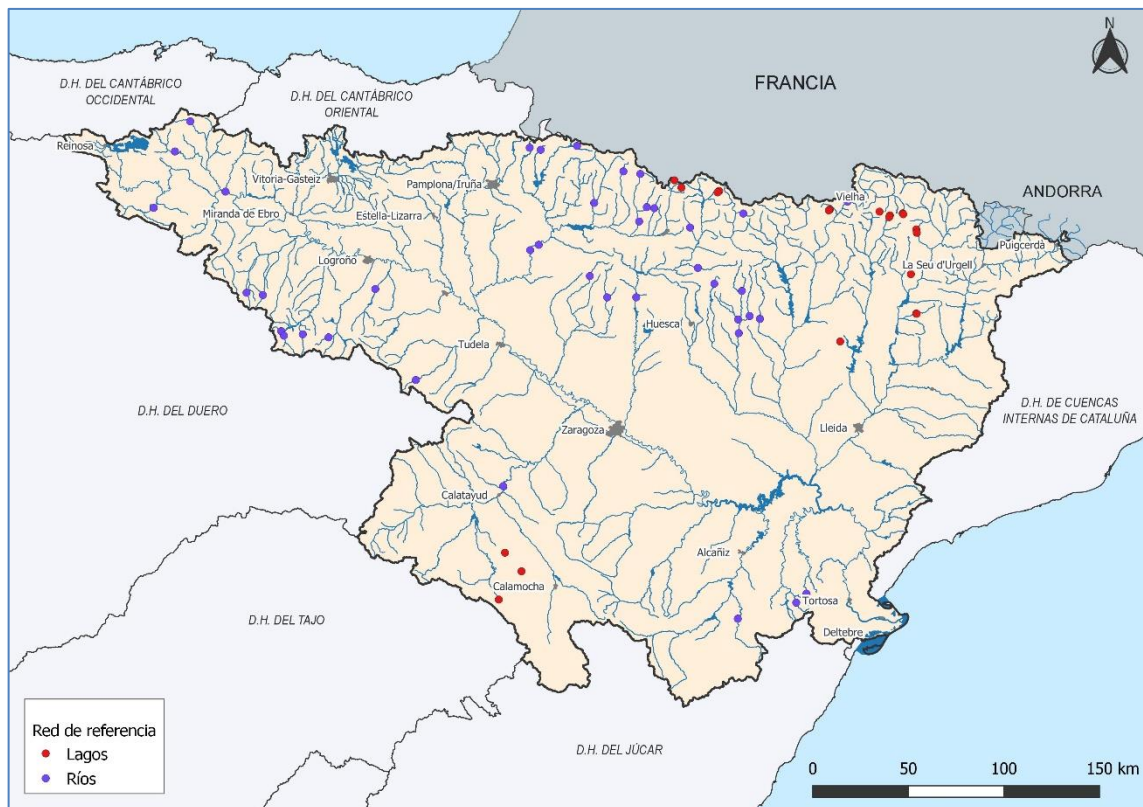 N
FRANCIA
D.H. DEL CANTÁBRICO
OCCIDENTAL
D.H. DEL CANTÁBRICO
ORIENTAL
Reinosa
Vitoria-Gasteiz
Pamplona/Iruña
Vielha
ANDORRA
Miranda de Ebro
Estella-Lizarra
Puigcerdà
Logroño
La Seu d'Urgell
Huesca
Tudela
D.H. DEL DUERO
D.H. DE CUENCAS
INTERNAS DE CATALUÑA
Zaragoza
Lleida
Calatayud
Alcañiz
Calamocha
Tortosa
D.H. DEL TAJO
Deltebre
D.H. DEL JÚCAR
Red de referencia
Lagos
Ríos
0 50 100 150 km